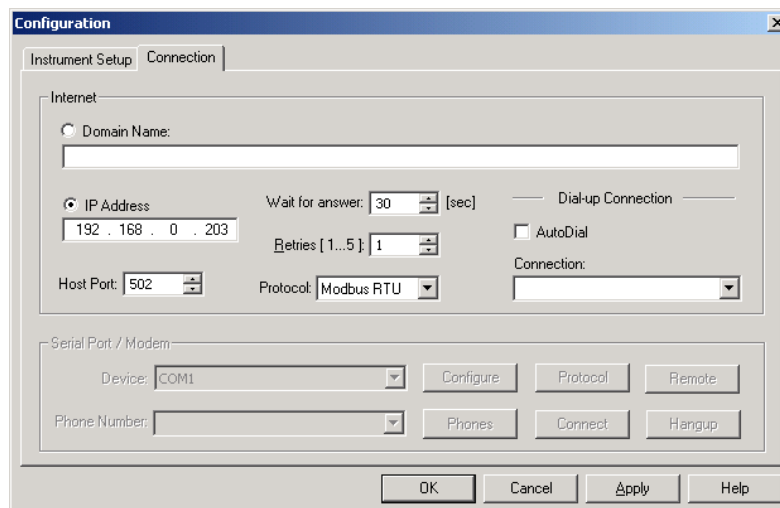 Configuration
Instrument Setup Connection
Internet
Domain Name:
IP Address
192 . 168 . 0 . 203
Wait for answer: 30 [sec]
Dial-up Connection
Retries [ 1...5 ]: 1
AutoDial
Host Port: 502
Protocol: Modbus RTU
Connection:
Serial Port / Modem
Device: COM1 Configure Protocol Remote
Phone Number: Phones Connect Hangup
OK Cancel Apply Help